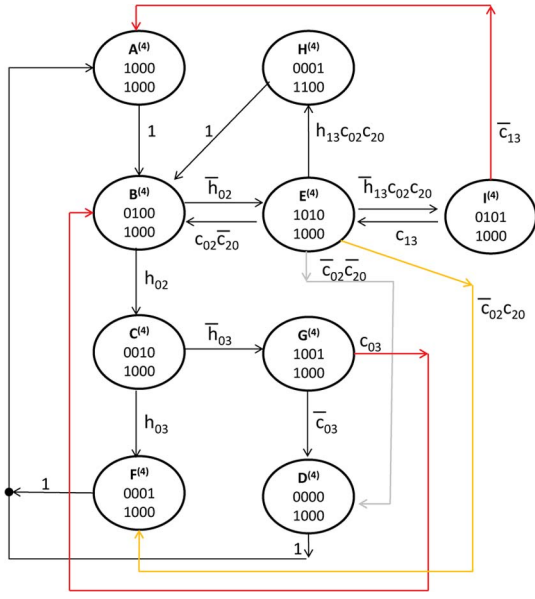 A⁽⁴⁾
1000
1000
H⁽⁴⁾
0001
1100
1
1
h₁₃c₀₂c₂₀
c̅₁₃
B⁽⁴⁾
0100
1000
h̅₀₂
c₀₂c̅₂₀
E⁽⁴⁾
1010
1000
h̅₁₃c₀₂c₂₀
c₁₃
I⁽⁴⁾
0101
1000
h₀₂
c̅₀₂c̅₂₀
c̅₀₂c₂₀
C⁽⁴⁾
0010
1000
h̅₀₃
G⁽⁴⁾
1001
1000
c₀₃
h₀₃
c̅₀₃
1
F⁽⁴⁾
0001
1000
D⁽⁴⁾
0000
1000
1